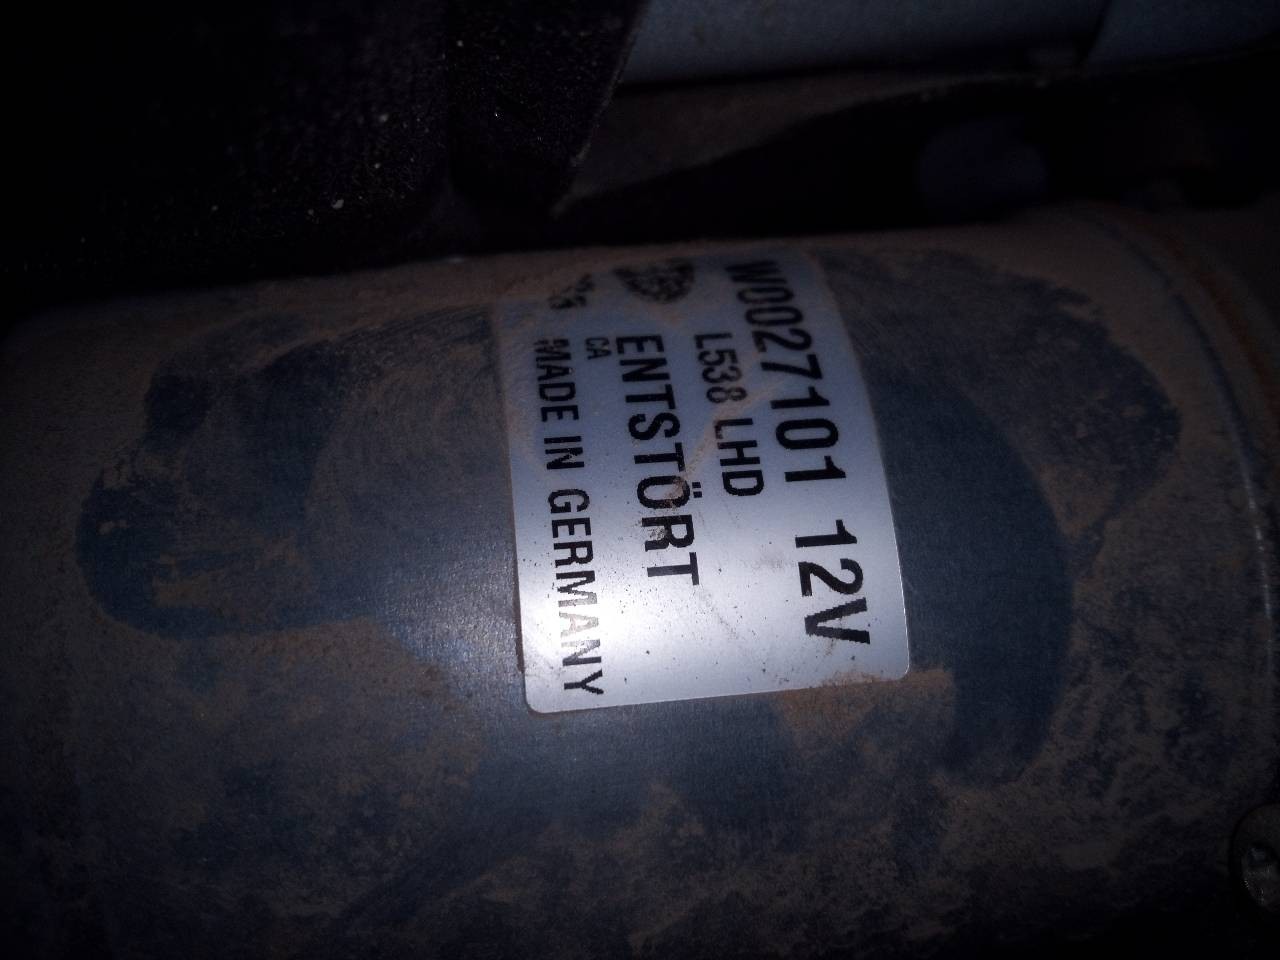 W0027101 12V
L538 LHD
ENTSTÖRT
CA
MADE IN GERMANY